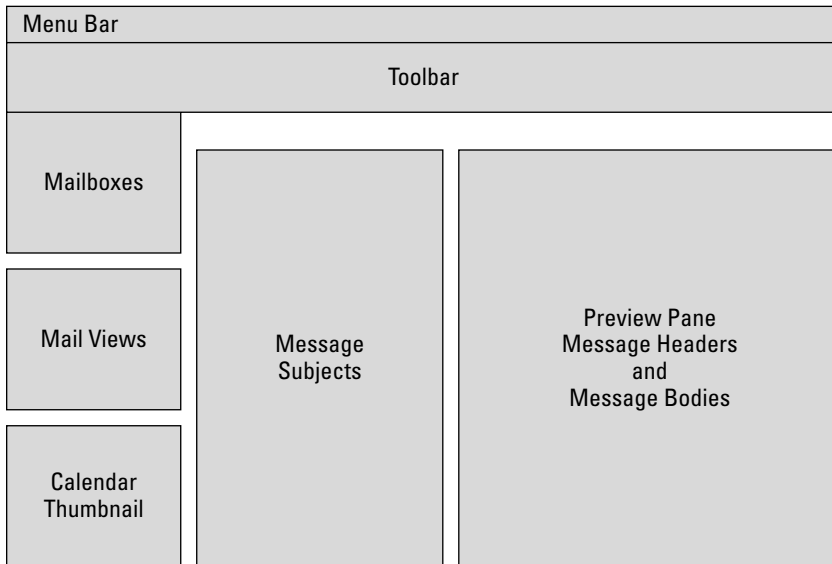 Menu Bar
Toolbar
Mailboxes
Mail Views
Calendar
Thumbnail
Message
Subjects
Preview Pane
Message Headers
and
Message Bodies